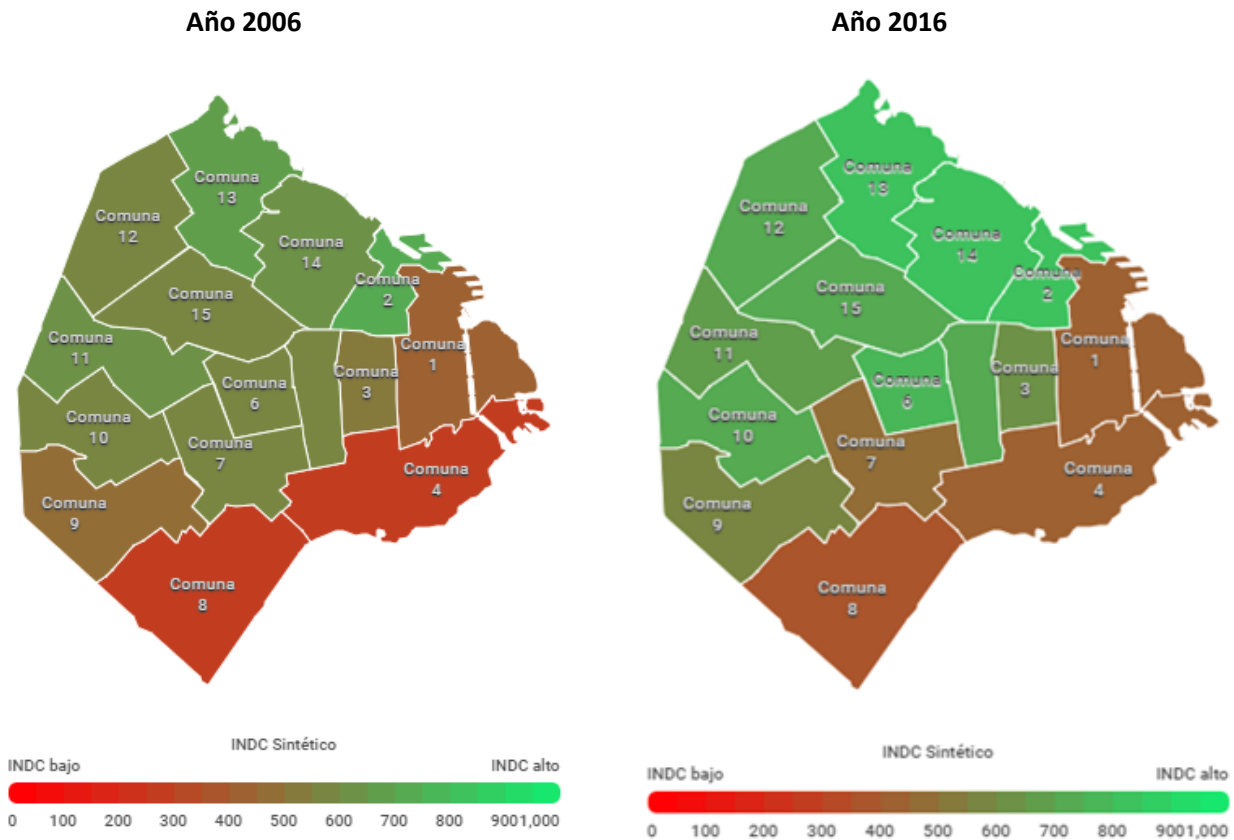 Año 2006
Comuna
13
Comuna
12
Comuna
14
Comuna
2
Comuna
15
Comuna
11
Comuna
1
Comuna
3
Comuna
6
Comuna
10
Comuna
7
Comuna
4
Comuna
9
Comuna
8
INDC Sintético
INDC bajo
INDC alto
0 100 200 300 400 500 600 700 800 9001,000
Año 2016
Comuna
13
Comuna
12
Comuna
14
Comuna
2
Comuna
15
Comuna
11
Comuna
1
Comuna
3
Comuna
Comuna
10
Comuna
7
Comuna
4
Comuna
9
Comuna
8
INDC Sintético
INDC bajo
INDC alto
0 100 200 300 400 500 600 700 800 9001,000